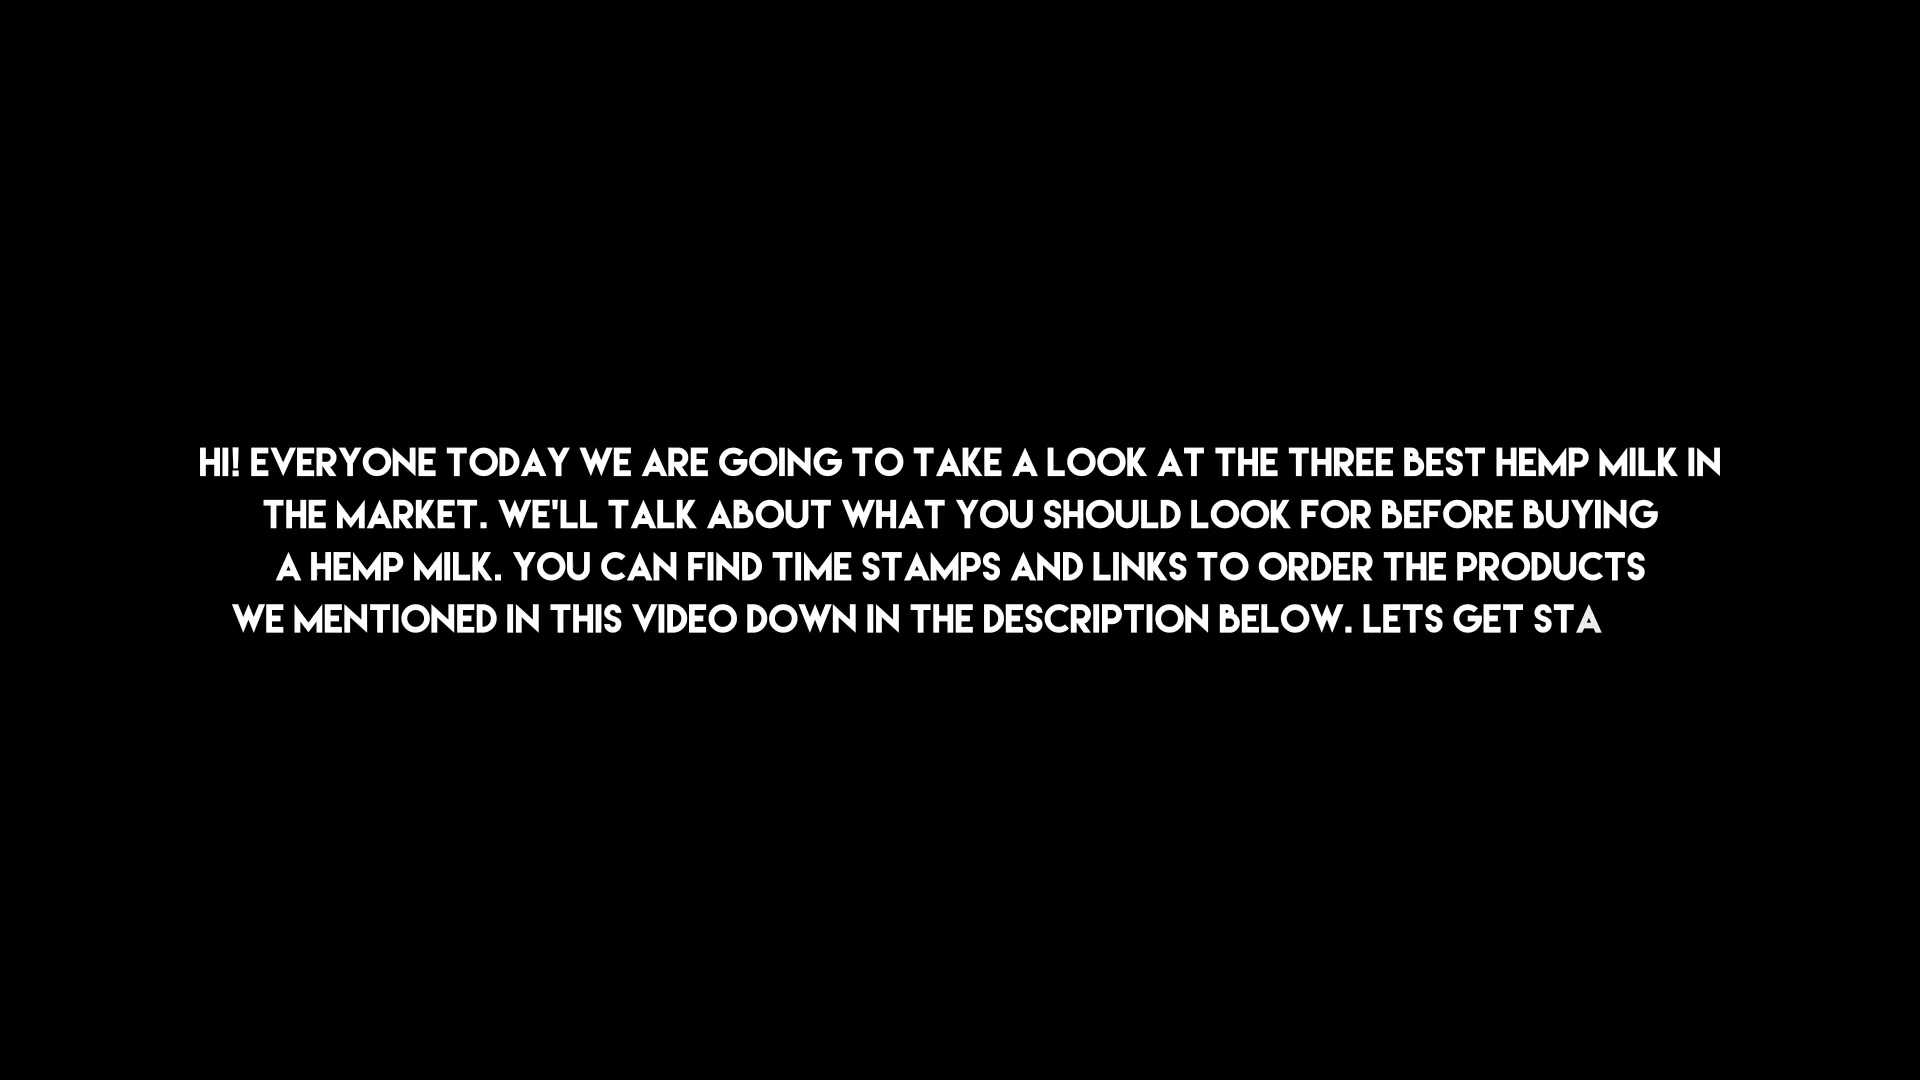 HI! EVERYONE TODAY WE ARE GOING TO TAKE A LOOK AT THE THREE BEST HEMP MILK IN
THE MARKET. WE'LL TALK ABOUT WHAT YOU SHOULD LOOK FOR BEFORE BUYING
A HEMP MILK. YOU CAN FIND TIME STAMPS AND LINKS TO ORDER THE PRODUCTS
WE MENTIONED IN THIS VIDEO DOWN IN THE DESCRIPTION BELOW. LETS GET STA